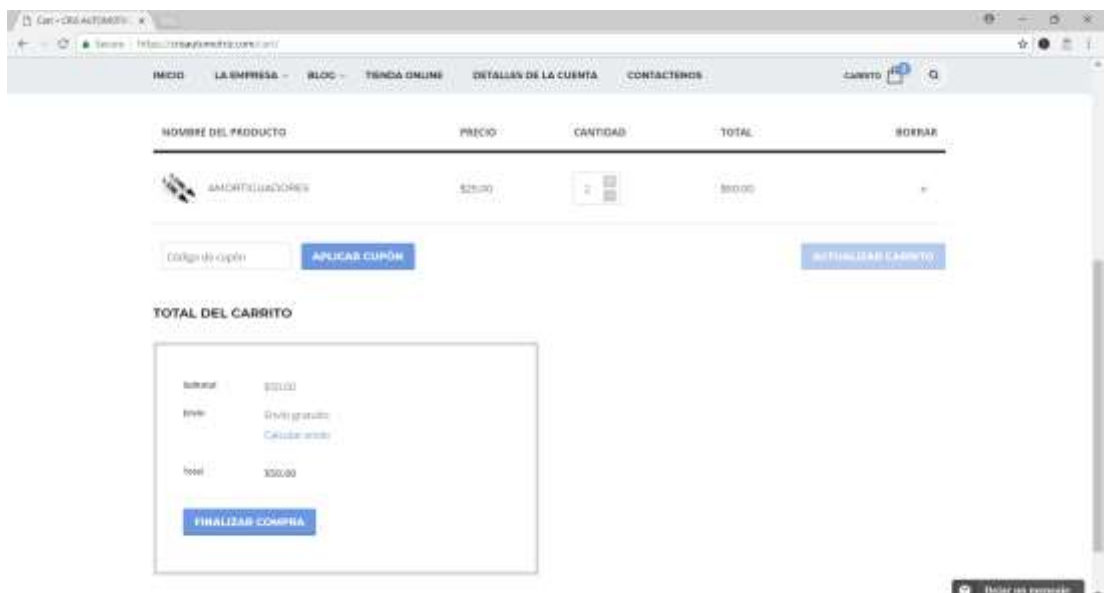 Secure
INICIO LA EMPRESA BLOG TIENDA ONLINE DETALLES DE LA CUENTA CONTACTENOS CARRITO
NOMBRE DEL PRODUCTO PRECIO CANTIDAD TOTAL BORRAR
AMORTIGUADORES $25.00 2 $50.00 ×
Código de cupón APLICAR CUPÓN ACTUALIZAR CARRITO
TOTAL DEL CARRITO
Subtotal $50.00
Envío Envío gratuito
Calcular envío
Total $50.00
FINALIZAR COMPRA
Dejar un mensaje